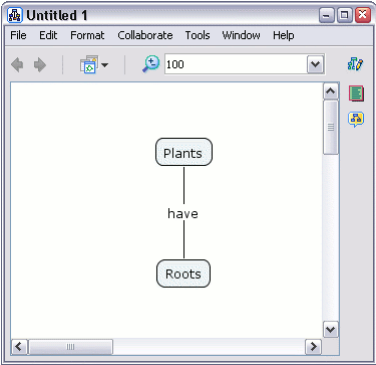 Untitled 1
File Edit Format Collaborate Tools Window Help
100
Plants
have
Roots